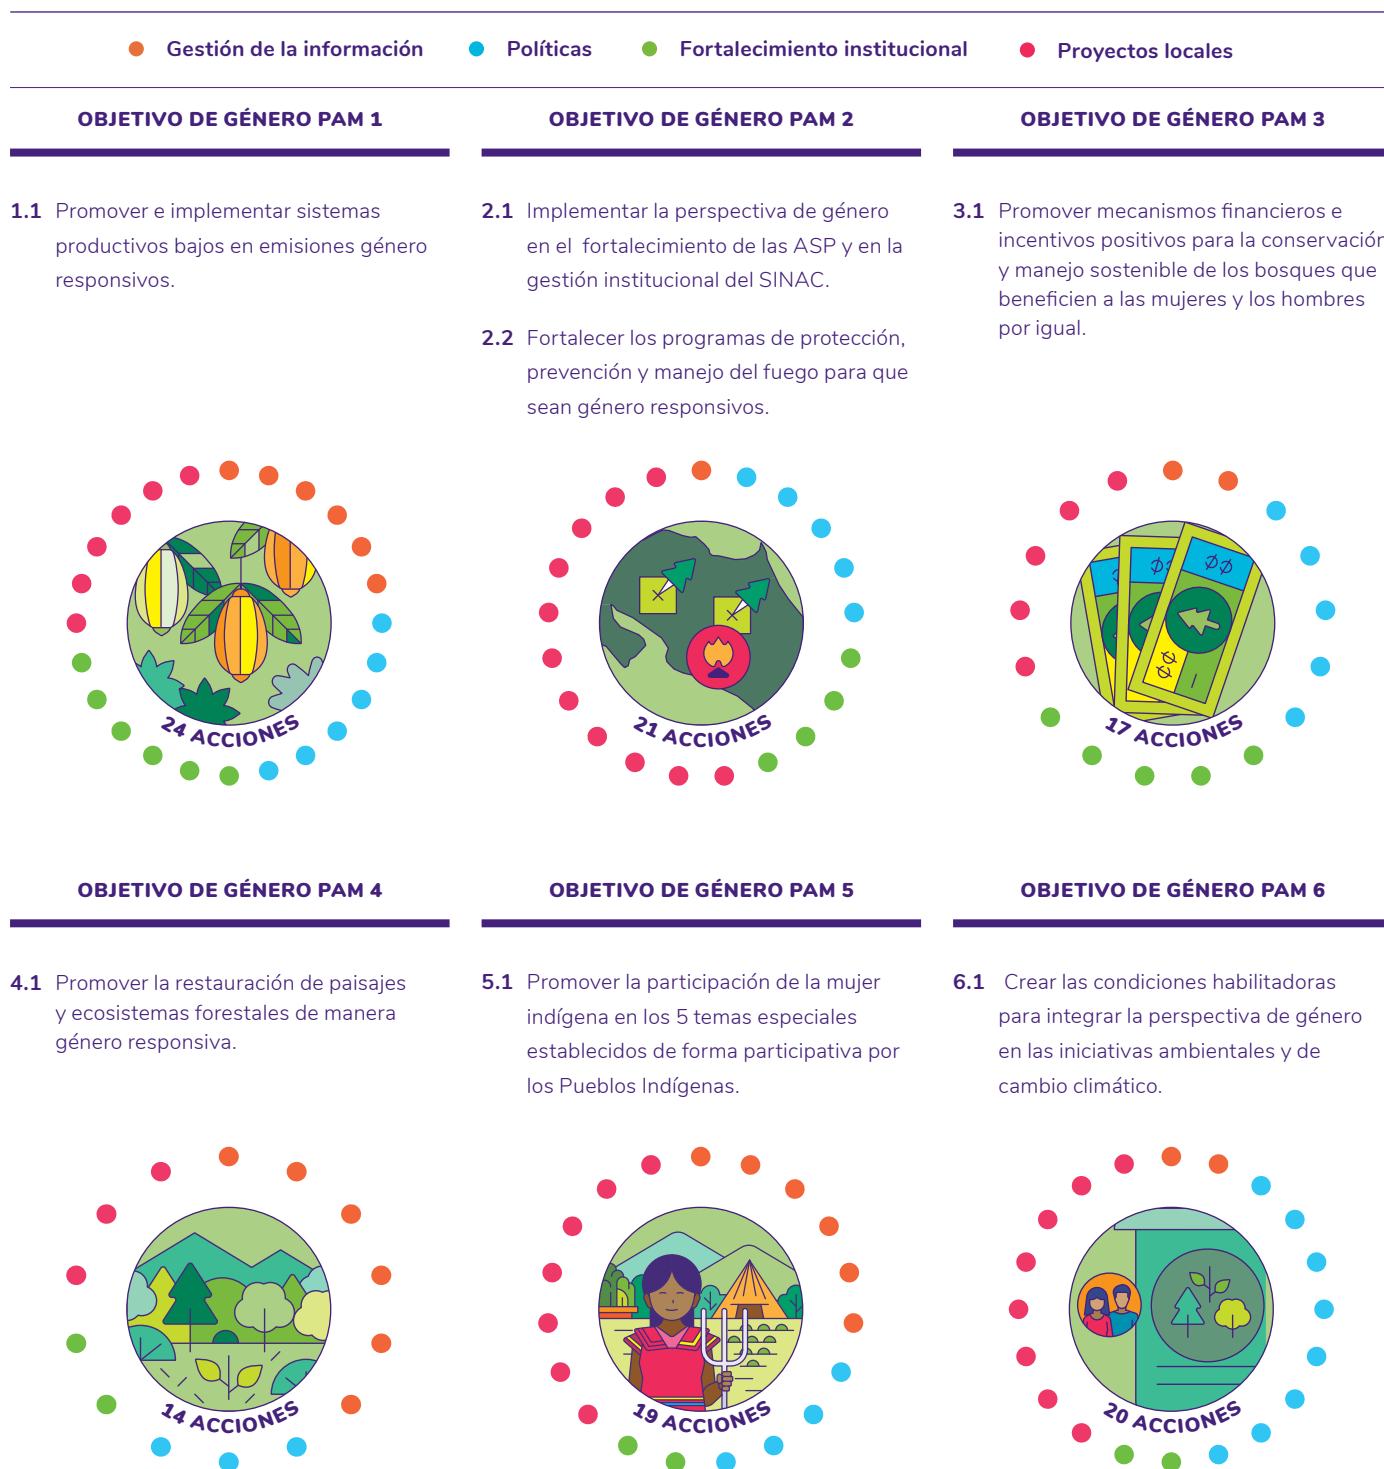 Gestión de la información
Políticas
Fortalecimiento institucional
Proyectos locales
OBJETIVO DE GÉNERO PAM 1
1.1 Promover e implementar sistemas
productivos bajos en emisiones género
responsivos.
24 ACCIONES
OBJETIVO DE GÉNERO PAM 2
2.1 Implementar la perspectiva de género
en el fortalecimiento de las ASP y en la
gestión institucional del SINAC.
2.2 Fortalecer los programas de protección,
prevención y manejo del fuego para que
sean género responsivos.
21 ACCIONES
OBJETIVO DE GÉNERO PAM 3
3.1 Promover mecanismos financieros e
incentivos positivos para la conservación
y manejo sostenible de los bosques que
beneficien a las mujeres y los hombres
por igual.
17 ACCIONES
OBJETIVO DE GÉNERO PAM 4
4.1 Promover la restauración de paisajes
y ecosistemas forestales de manera
género responsiva.
14 ACCIONES
OBJETIVO DE GÉNERO PAM 5
5.1 Promover la participación de la mujer
indígena en los 5 temas especiales
establecidos de forma participativa por
los Pueblos Indígenas.
19 ACCIONES
OBJETIVO DE GÉNERO PAM 6
6.1 Crear las condiciones habilitadoras
para integrar la perspectiva de género
en las iniciativas ambientales y de
cambio climático.
20 ACCIONES